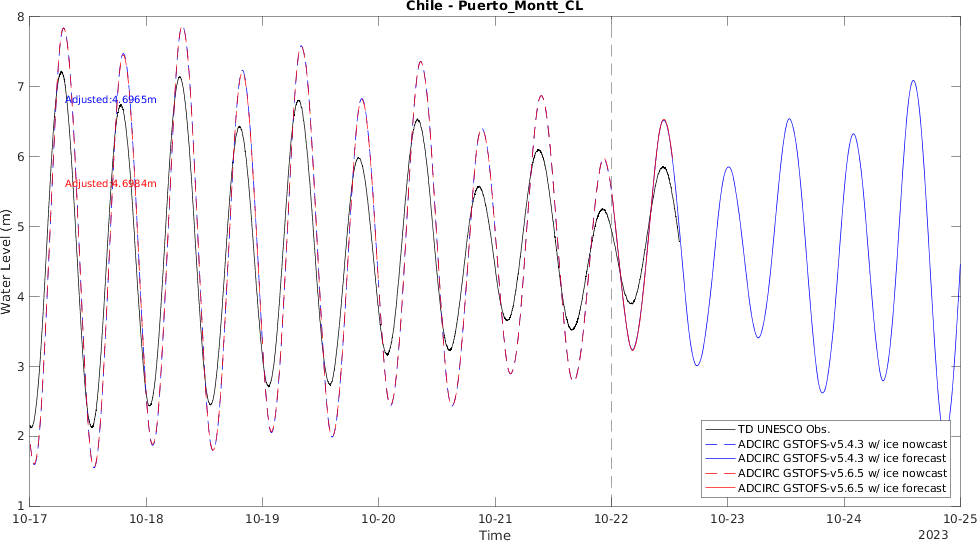 Chile - Puerto_Montt_CL
8
7
6
5
4
3
2
1
Water Level (m)
Adjusted:4.6965m
Adjusted:4.6984m
TD UNESCO Obs.
ADCIRC GSTOFS-v5.4.3 w/ ice nowcast
ADCIRC GSTOFS-v5.4.3 w/ ice forecast
ADCIRC GSTOFS-v5.6.5 w/ ice nowcast
ADCIRC GSTOFS-v5.6.5 w/ ice forecast
10-17 10-18 10-19 10-20 10-21 10-22 10-23 10-24 10-25
Time
2023